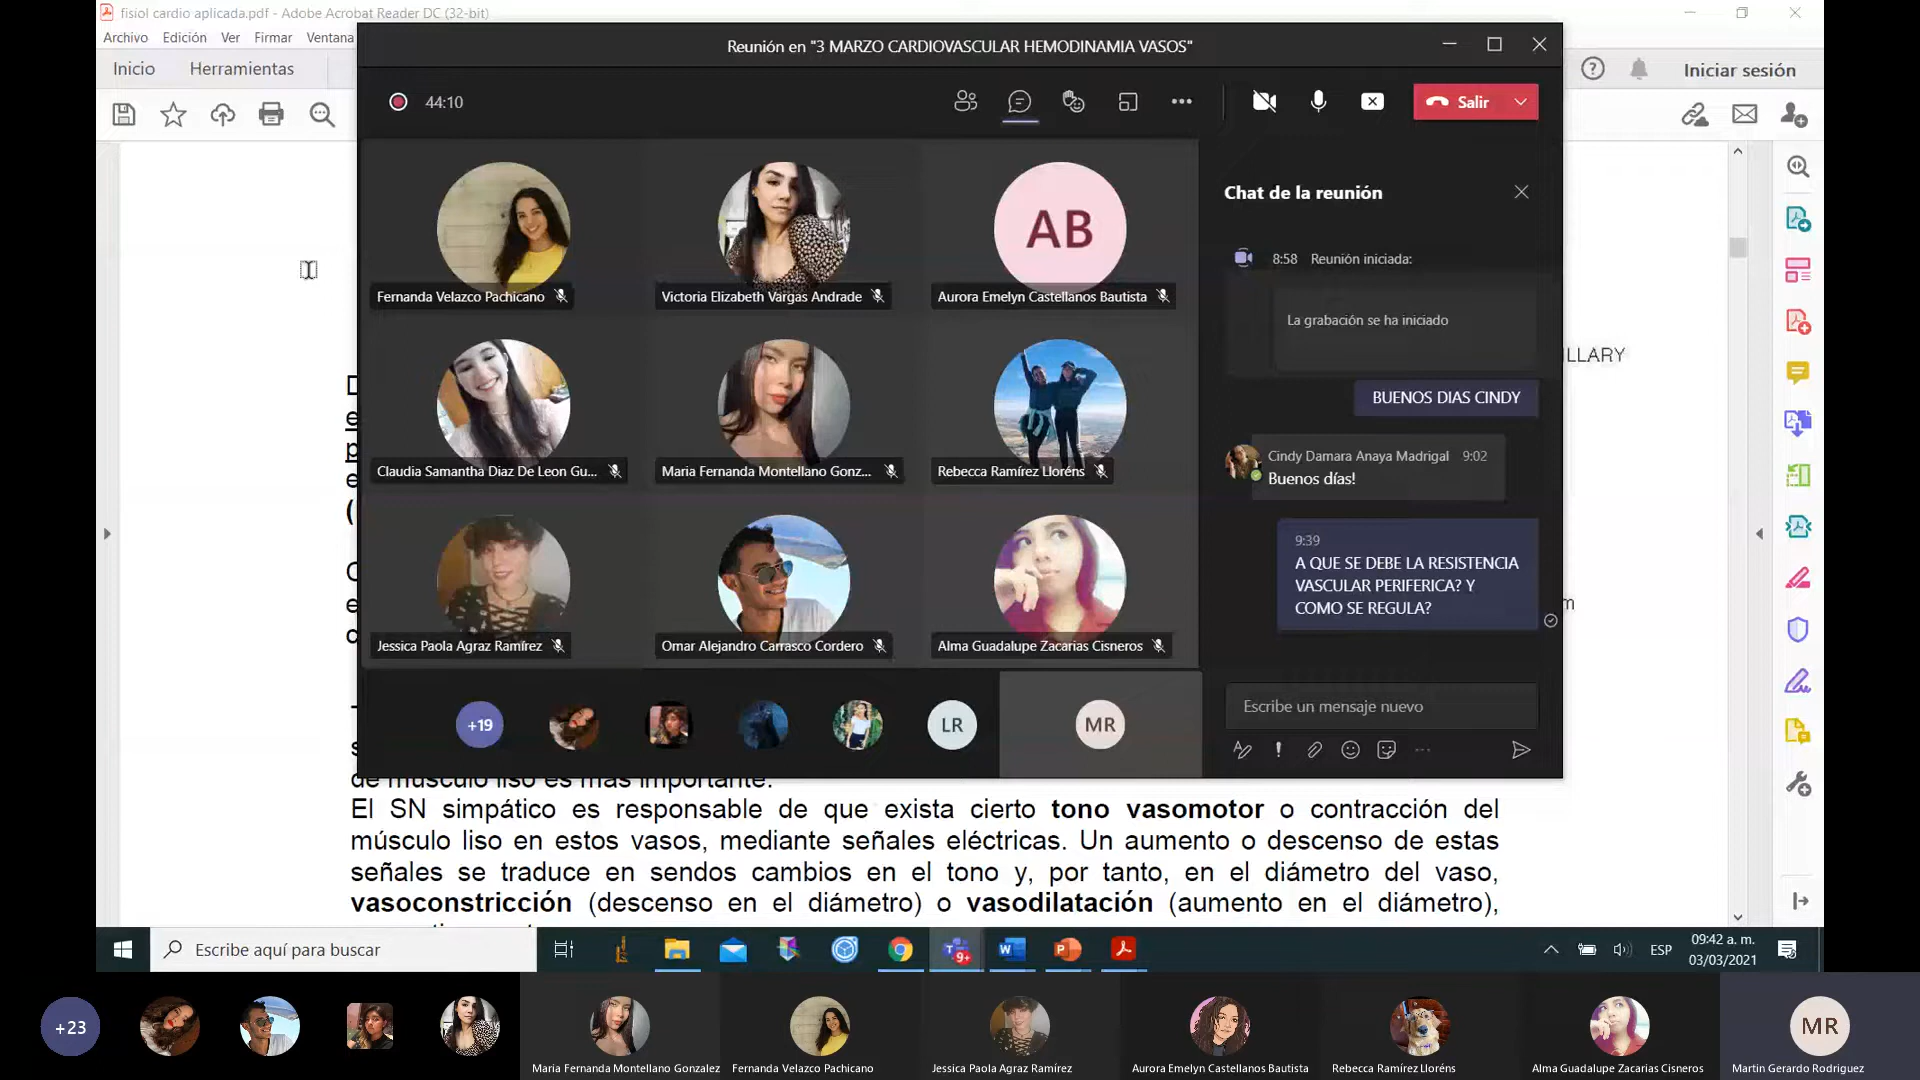 fisiol cardio aplicada.pdf - Adobe Acrobat Reader DC (32-bit)
Archivo Edición Ver Firmar Ventana
Inicio Herramientas
Iniciar sesión
Reunión en "3 MARZO CARDIOVASCULAR HEMODINAMIA VASOS"
44:10
Salir
Fernanda Velazco Pachicano
Victoria Elizabeth Vargas Andrade
AB
Aurora Emelyn Castellanos Bautista
Claudia Samantha Diaz De Leon Gu...
Maria Fernanda Montellano Gonz...
Rebecca Ramírez Lloréns
Jessica Paola Agraz Ramírez
Omar Alejandro Carrasco Cordero
Alma Guadalupe Zacarias Cisneros
+19
LR
MR
Chat de la reunión
8:58 Reunión iniciada:
La grabación se ha iniciado
BUENOS DIAS CINDY
Cindy Damara Anaya Madrigal 9:02
Buenos días!
9:39
A QUE SE DEBE LA RESISTENCIA
VASCULAR PERIFERICA? Y
COMO SE REGULA?
Escribe un mensaje nuevo
ILLARY
de músculo liso es más importante.
El SN simpático es responsable de que exista cierto tono vasomotor o contracción del
músculo liso en estos vasos, mediante señales eléctricas. Un aumento o descenso de estas
señales se traduce en sendos cambios en el tono y, por tanto, en el diámetro del vaso,
vasoconstricción (descenso en el diámetro) o vasodilatación (aumento en el diámetro),
Escribe aquí para buscar
9+
ESP
09:42 a. m.
03/03/2021
+23
Maria Fernanda Montellano Gonzalez
Fernanda Velazco Pachicano
Jessica Paola Agraz Ramírez
Aurora Emelyn Castellanos Bautista
Rebecca Ramírez Lloréns
Alma Guadalupe Zacarias Cisneros
MR
Martin Gerardo Rodriguez